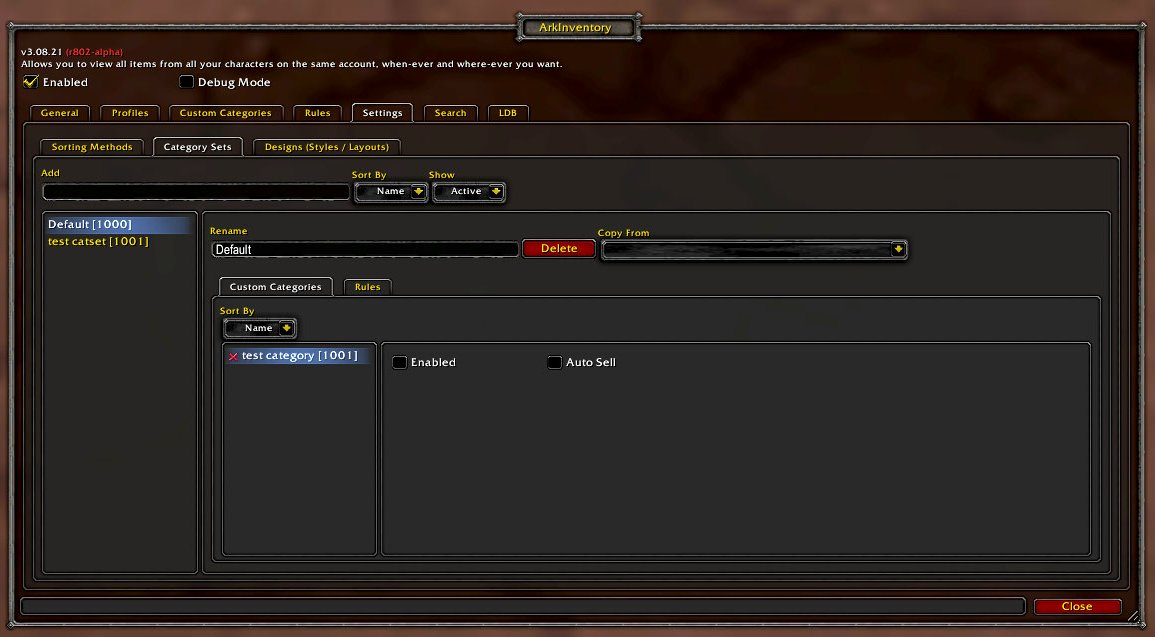 ArkInventory
v3.08.21 (r802-alpha)
Allows you to view all items from all your characters on the same account, when-ever and where-ever you want.
Enabled Debug Mode
General Profiles Custom Categories Rules Settings Search LDB
Sorting Methods Category Sets Designs (Styles / Layouts)
Add Sort By Show
Name Active
Default [1000]
test catset [1001]
Rename Copy From
Default Delete
Custom Categories Rules
Sort By
Name
test category [1001]
Enabled Auto Sell
Close